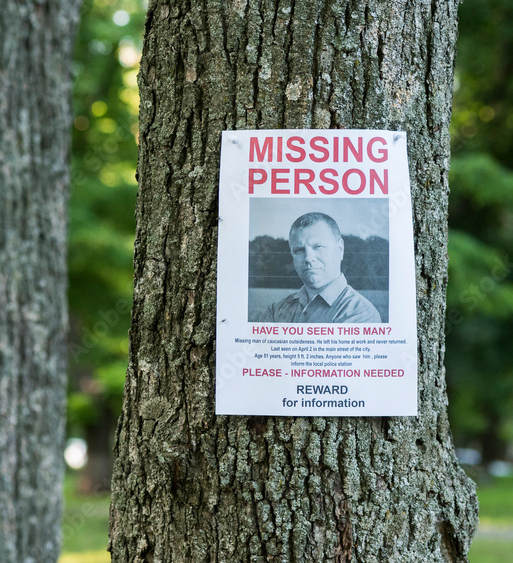 MISSING
PERSON
HAVE YOU SEEN THIS MAN?
Missing man of caucasian outsideness. He left his home at work and never returned.
Last seen on April 2 in the main street of the city.
Age 51 years, height 5 ft. 2 inches. Anyone who saw him , please
inform the local police station
PLEASE - INFORMATION NEEDED
REWARD
for information